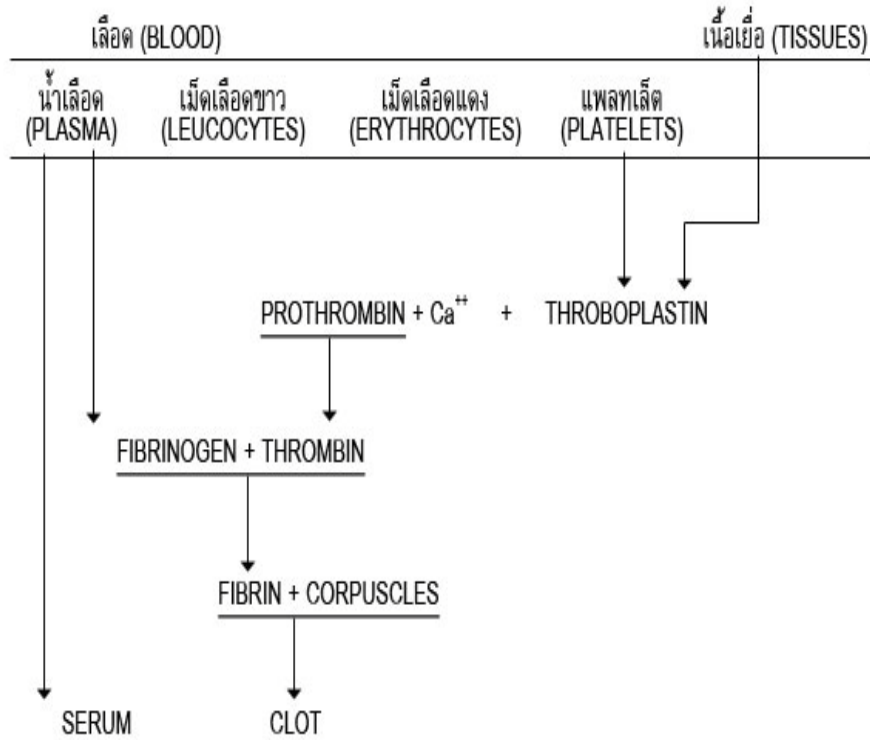 เลือด (BLOOD) เนื้อเยื่อ (TISSUES)
น้ำเลือด เม็ดเลือดขาว เม็ดเลือดแดง แพลทเล็ต
(PLASMA) (LEUCOCYTES) (ERYTHROCYTES) (PLATELETS)
PROTHROMBIN + Ca⁺⁺ + THROBOPLASTIN
FIBRINOGEN + THROMBIN
FIBRIN + CORPUSCLES
SERUM CLOT